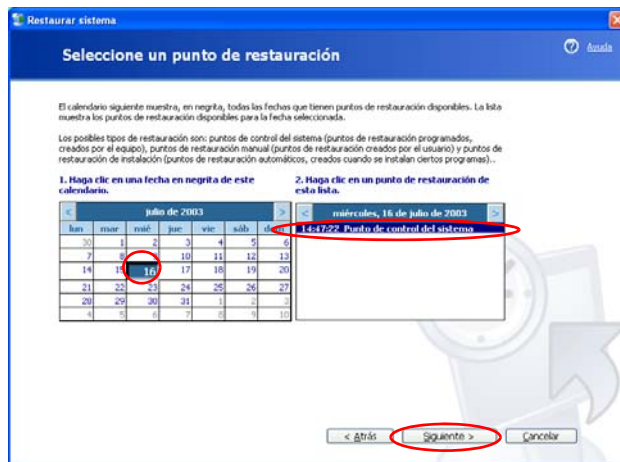 Restaurar sistema
Seleccione un punto de restauración
Ayuda
El calendario siguiente muestra, en negrita, todas las fechas que tienen puntos de restauración disponibles. La lista
muestra los puntos de restauración disponibles para la fecha seleccionada.
Los posibles tipos de restauración son: puntos de control del sistema (puntos de restauración programados,
creados por el equipo), puntos de restauración manual (puntos de restauración creados por el usuario) y puntos de
restauración de instalación (puntos de restauración automáticos, creados cuando se instalan ciertos programas)..
1. Haga clic en una fecha en negrita de este
calendario.
< julio de 2003 >
lun mar mié jue vie sáb dom
30 1 2 3 4 5 6
7 8 9 10 11 12 13
14 15 16 17 18 19 20
21 22 23 24 25 26 27
28 29 30 31 1 2 3
4 5 6 7 8 9 10
2. Haga clic en un punto de restauración de
esta lista.
< miércoles, 16 de julio de 2003 >
14:47:22 Punto de control del sistema
< Atrás
Siguiente >
Cancelar